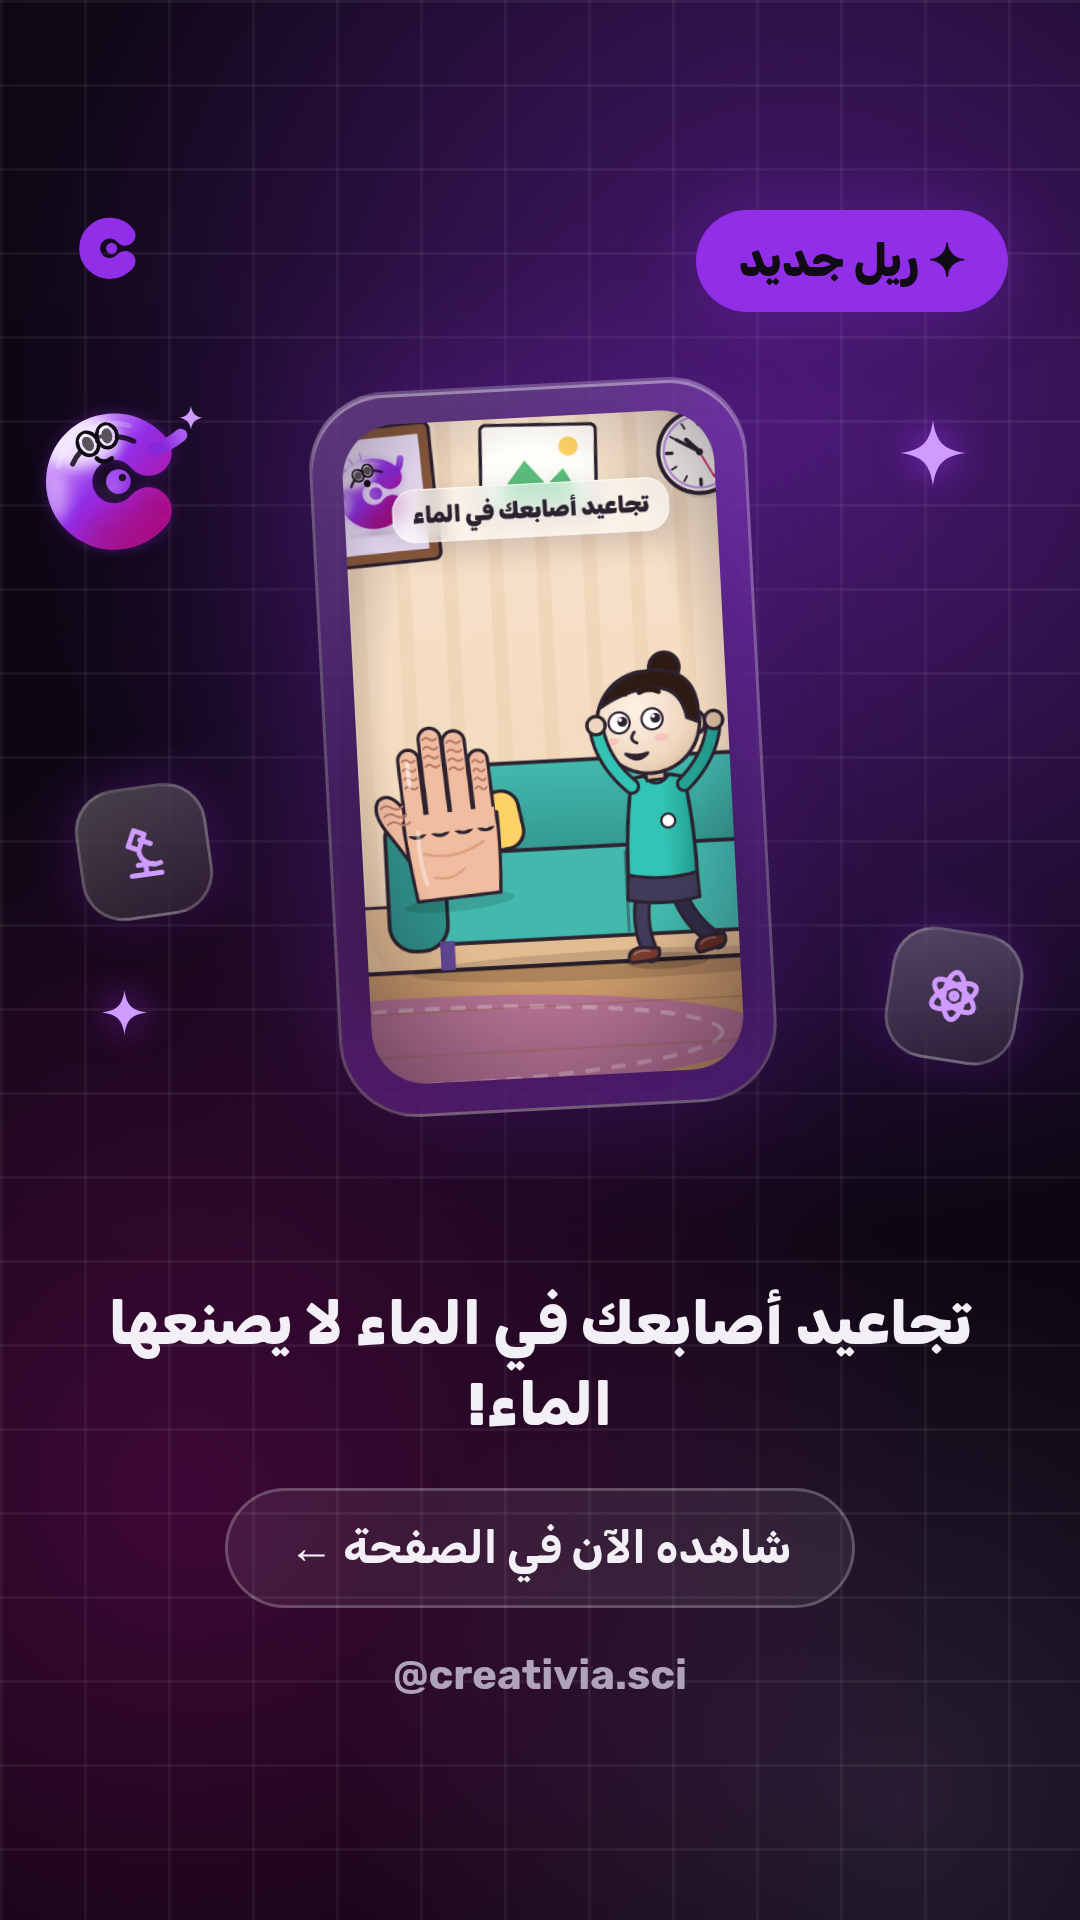 ✦ ريل جديد
تجاعيد أصابعك في الماء
تجاعيد أصابعك في الماء لا يصنعها
الماء!
شاهده الآن في الصفحة ←
@creativia.sci